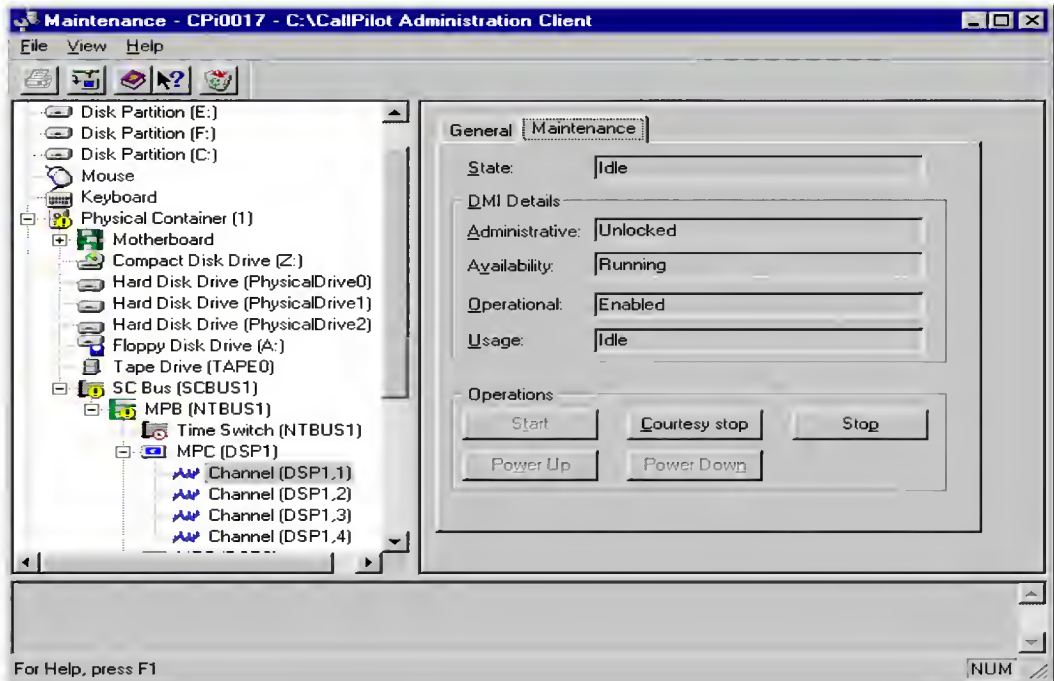 Maintenance - CPi0017 - C:\CallPilot Administration Client
File View Help
Disk Partition (E:)
Disk Partition (F:)
Disk Partition (C:)
Mouse
Keyboard
Physical Container (1)
Motherboard
Compact Disk Drive (Z:)
Hard Disk Drive (PhysicalDrive0)
Hard Disk Drive (PhysicalDrive1)
Hard Disk Drive (PhysicalDrive2)
Floppy Disk Drive (A:)
Tape Drive (TAPE0)
SC Bus (SCBUS1)
MPB (NTBUS1)
Time Switch (NTBUS1)
MPC (DSP1)
Channel (DSP1,1)
Channel (DSP1,2)
Channel (DSP1,3)
Channel (DSP1,4)
General Maintenance
State: Idle
DMI Details
Administrative: Unlocked
Availability: Running
Operational: Enabled
Usage: Idle
Operations
Start Courtesy stop Stop
Power Up Power Down
For Help, press F1
NUM